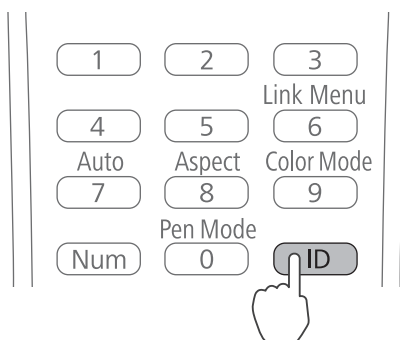 1 2 3
Link Menu
4 5 6
Auto Aspect Color Mode
7 8 9
Pen Mode
Num 0 ID